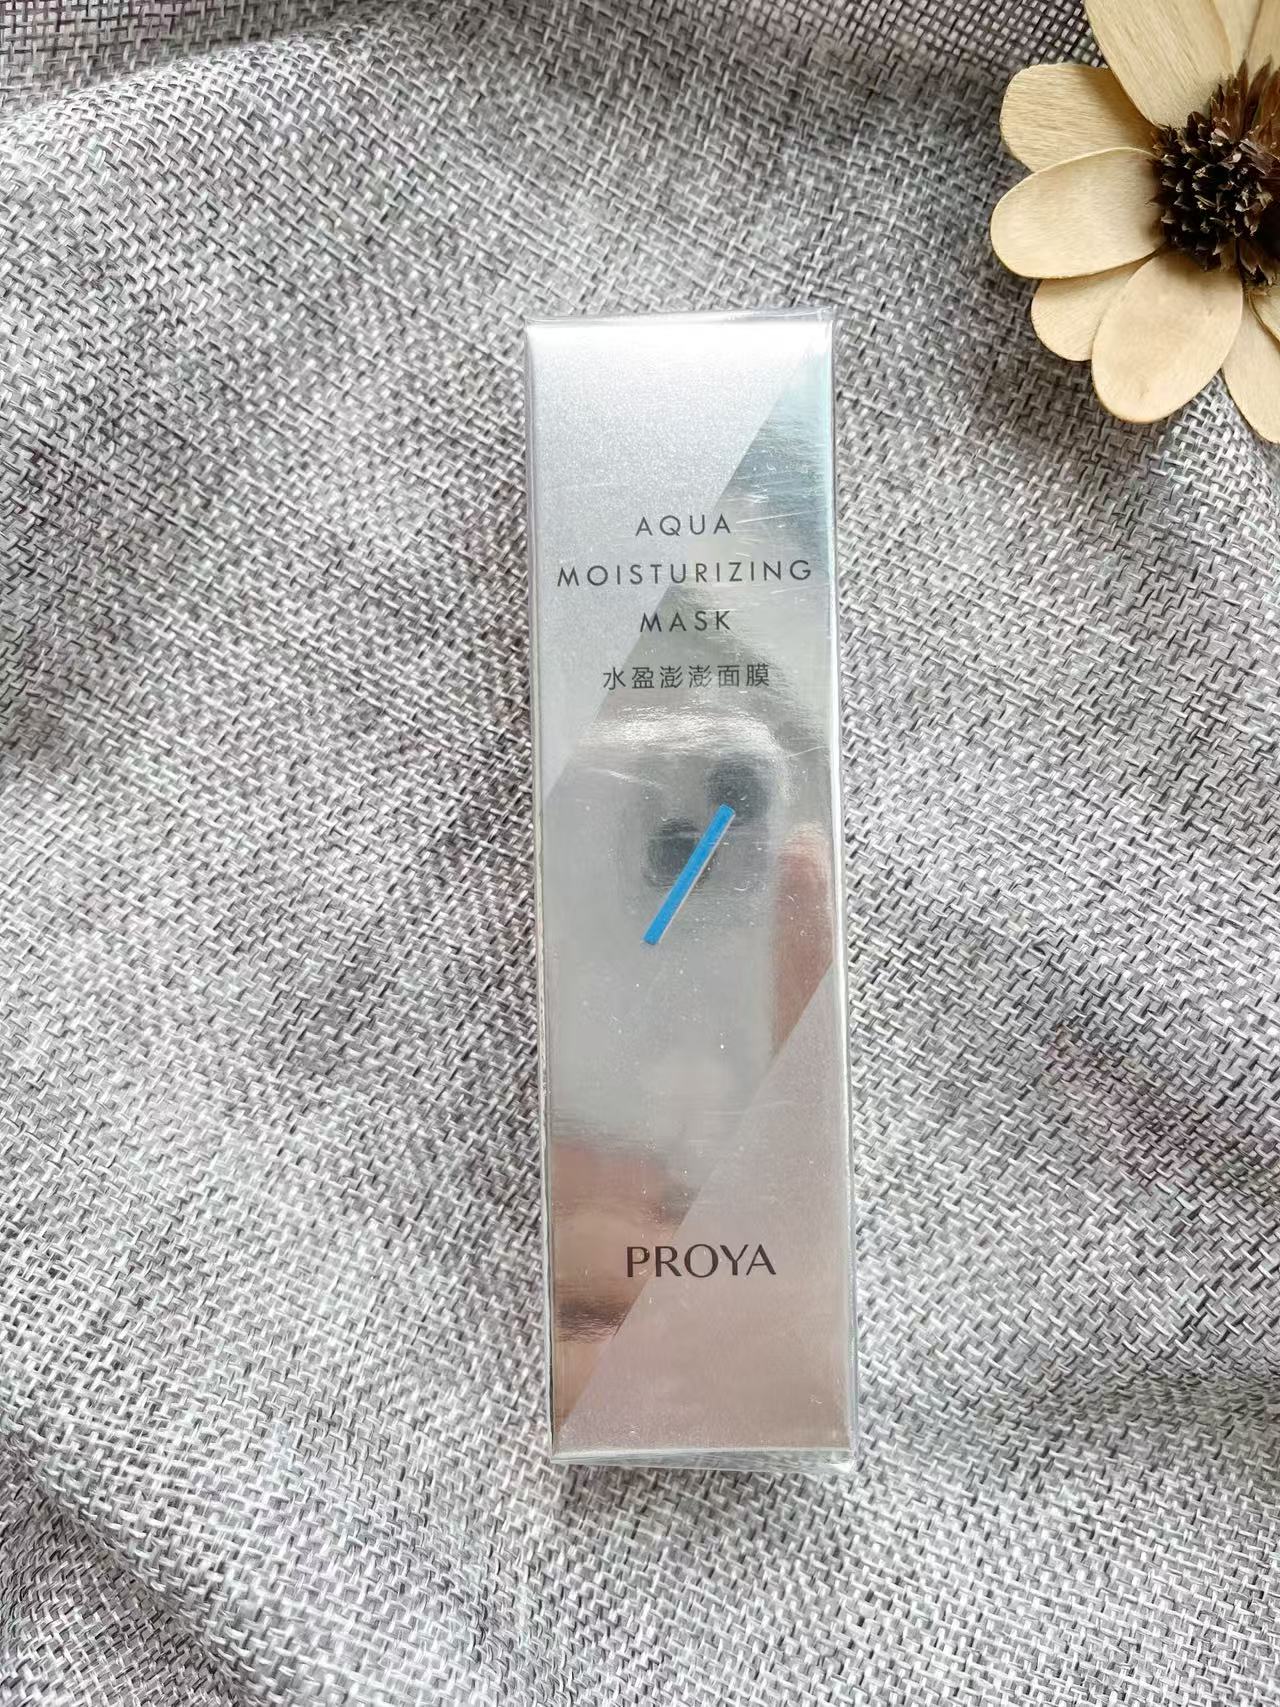 AQUA
MOISTURIZING
MASK
水盈澎澎面膜
PROYA